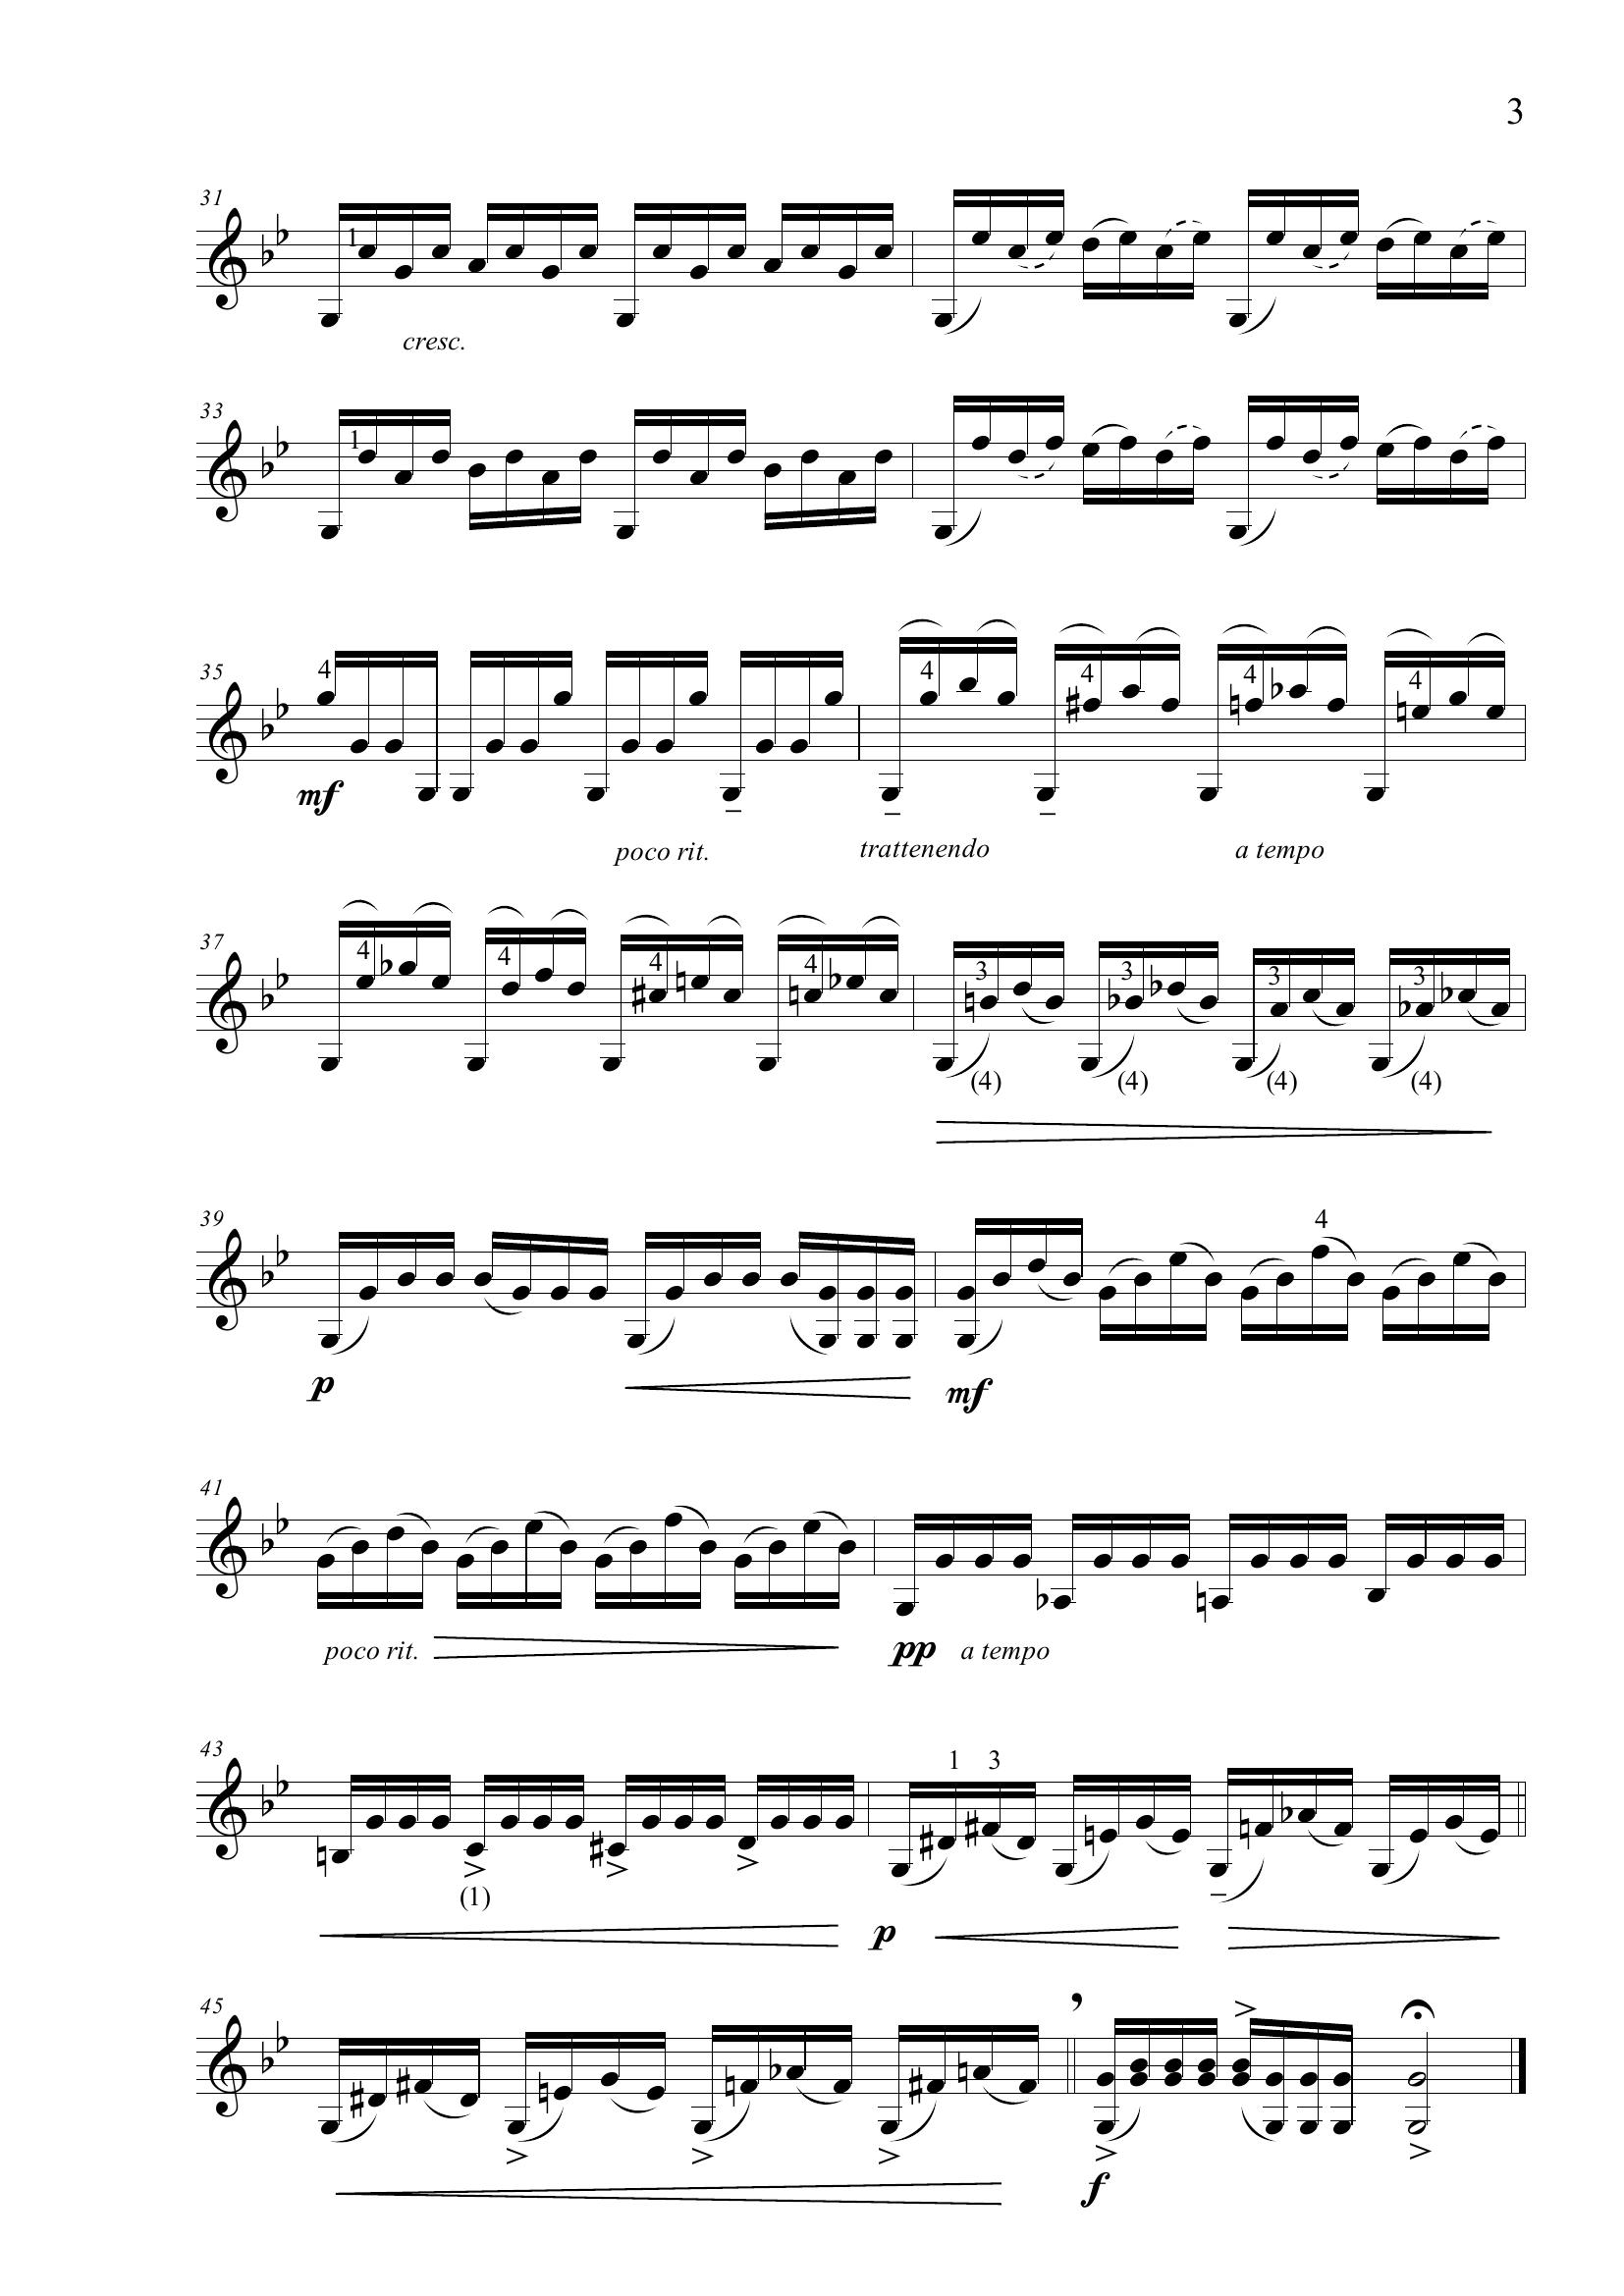 3
31
1
cresc.
33
1
35
4 4 4 4 4
mf
poco rit. trattenendo a tempo
37
4 4 4 4 3 3 3 3
(4) (4) (4) (4)
39
4
p mf
41
poco rit. pp a tempo
43
1 3
(1)
p
45
f